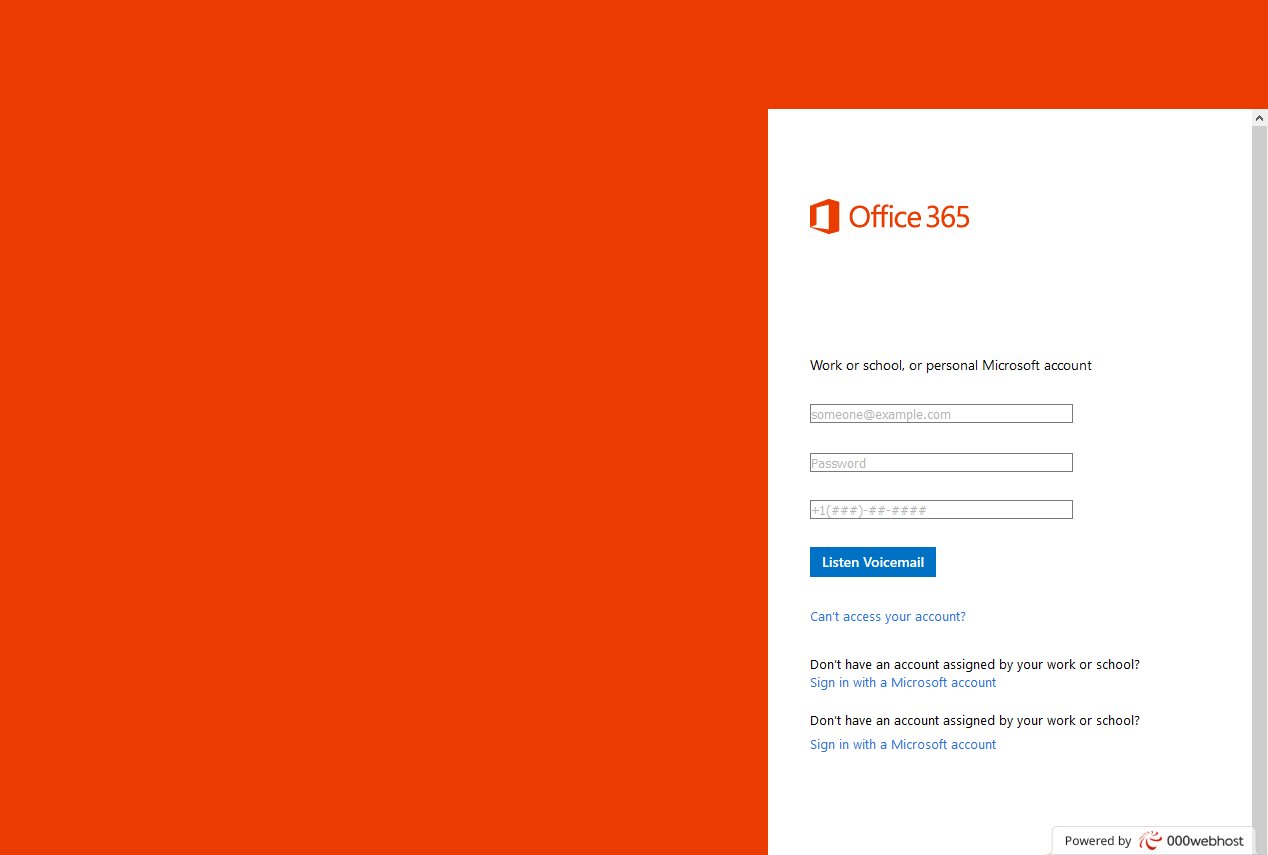 Office 365
Work or school, or personal Microsoft account
someone@example.com
Password
+1(###)-##-####
Listen Voicemail
Can't access your account?
Don't have an account assigned by your work or school?
Sign in with a Microsoft account
Don't have an account assigned by your work or school?
Sign in with a Microsoft account
Powered by 000webhost